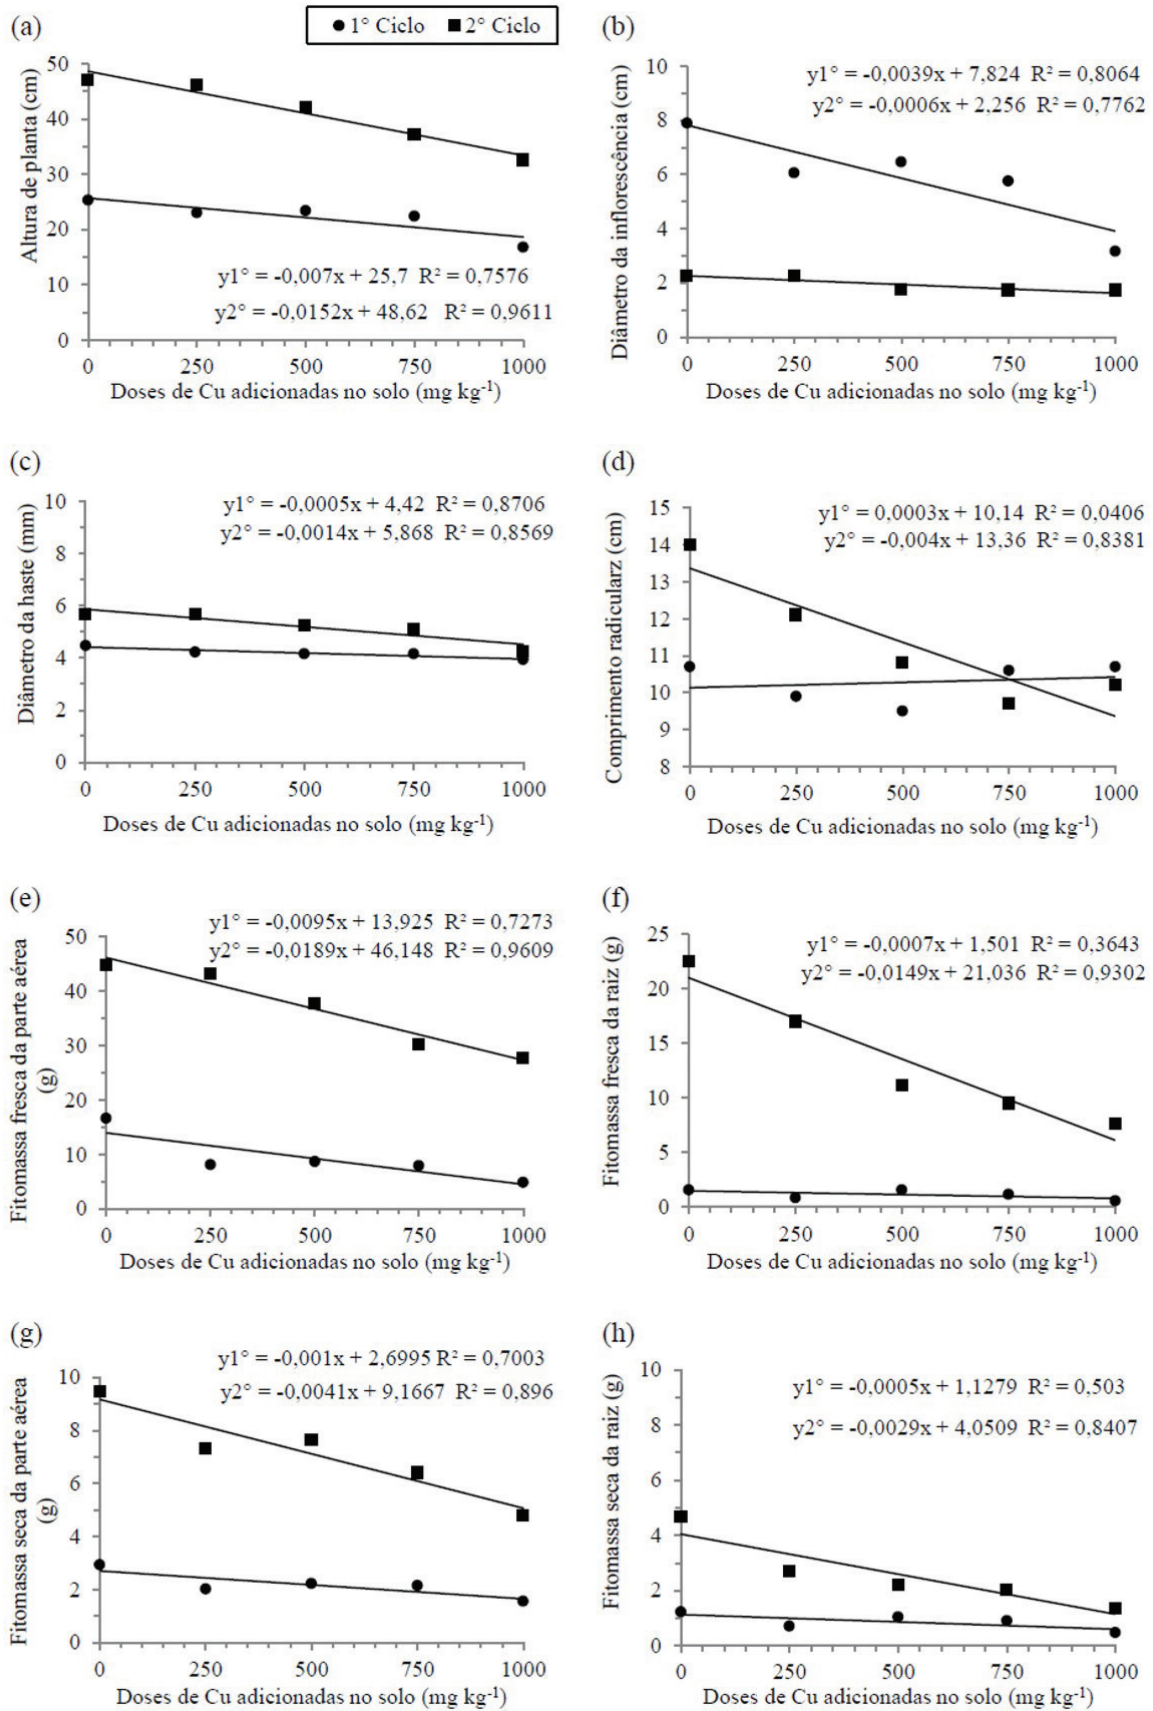 (a)
● 1° Ciclo ■ 2° Ciclo
Altura de planta (cm)
50
40
30
20
10
0
y1° = -0,007x + 25,7 R² = 0,7576
y2° = -0,0152x + 48,62 R² = 0,9611
0 250 500 750 1000
Doses de Cu adicionadas no solo (mg kg⁻¹)
(b)
Diâmetro da inflorescência (cm)
10
8
6
4
2
0
y1° = -0,0039x + 7,824 R² = 0,8064
y2° = -0,0006x + 2,256 R² = 0,7762
0 250 500 750 1000
Doses de Cu adicionadas no solo (mg kg⁻¹)
(c)
Diâmetro da haste (mm)
10
8
6
4
2
0
y1° = -0,0005x + 4,42 R² = 0,8706
y2° = -0,0014x + 5,868 R² = 0,8569
0 250 500 750 1000
Doses de Cu adicionadas no solo (mg kg⁻¹)
(d)
Comprimento radicularz (cm)
15
14
13
12
11
10
9
8
y1° = 0,0003x + 10,14 R² = 0,0406
y2° = -0,004x + 13,36 R² = 0,8381
0 250 500 750 1000
Doses de Cu adicionadas no solo (mg kg⁻¹)
(e)
Fitomassa fresca da parte aérea
(g)
50
40
30
20
10
0
y1° = -0,0095x + 13,925 R² = 0,7273
y2° = -0,0189x + 46,148 R² = 0,9609
0 250 500 750 1000
Doses de Cu adicionadas no solo (mg kg⁻¹)
(f)
Fitomassa fresca da raiz (g)
25
20
15
10
5
0
y1° = -0,0007x + 1,501 R² = 0,3643
y2° = -0,0149x + 21,036 R² = 0,9302
0 250 500 750 1000
Doses de Cu adicionadas no solo (mg kg⁻¹)
(g)
Fitomassa seca da parte aérea
(g)
10
8
6
4
2
0
y1° = -0,001x + 2,6995 R² = 0,7003
y2° = -0,0041x + 9,1667 R² = 0,896
0 250 500 750 1000
Doses de Cu adicionadas no solo (mg kg⁻¹)
(h)
Fitomassa seca da raiz (g)
10
8
6
4
2
0
y1° = -0,0005x + 1,1279 R² = 0,503
y2° = -0,0029x + 4,0509 R² = 0,8407
0 250 500 750 1000
Doses de Cu adicionadas no solo (mg kg⁻¹)